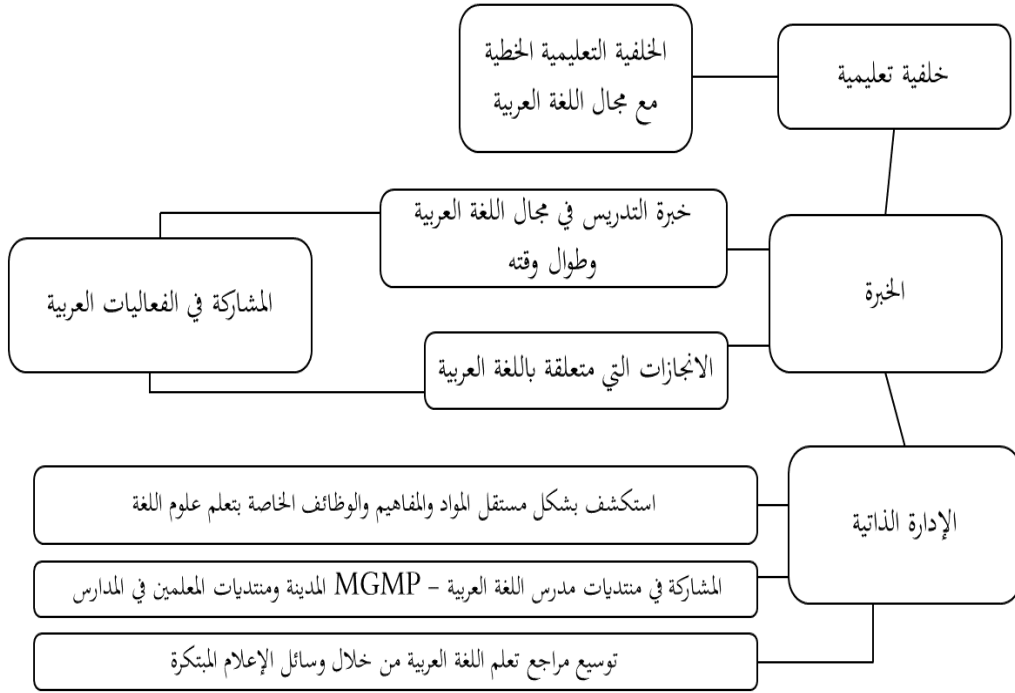 خلفية تعليمية
الخلفية التعليمية الخطية
مع مجال اللغة العربية
الخبرة
خبرة التدريس في مجال اللغة العربية
وطوال وقته
المشاركة في الفعاليات العربية
الانجازات التي متعلقة باللغة العربية
الإدارة الذاتية
استكشف بشكل مستقل المواد والمفاهيم والوظائف الخاصة بتعلم علوم اللغة
المشاركة في منتديات مدرس اللغة العربية – MGMP المدينة ومنتديات المعلمين في المدارس
توسيع مراجع تعلم اللغة العربية من خلال وسائل الإعلام المبتكرة